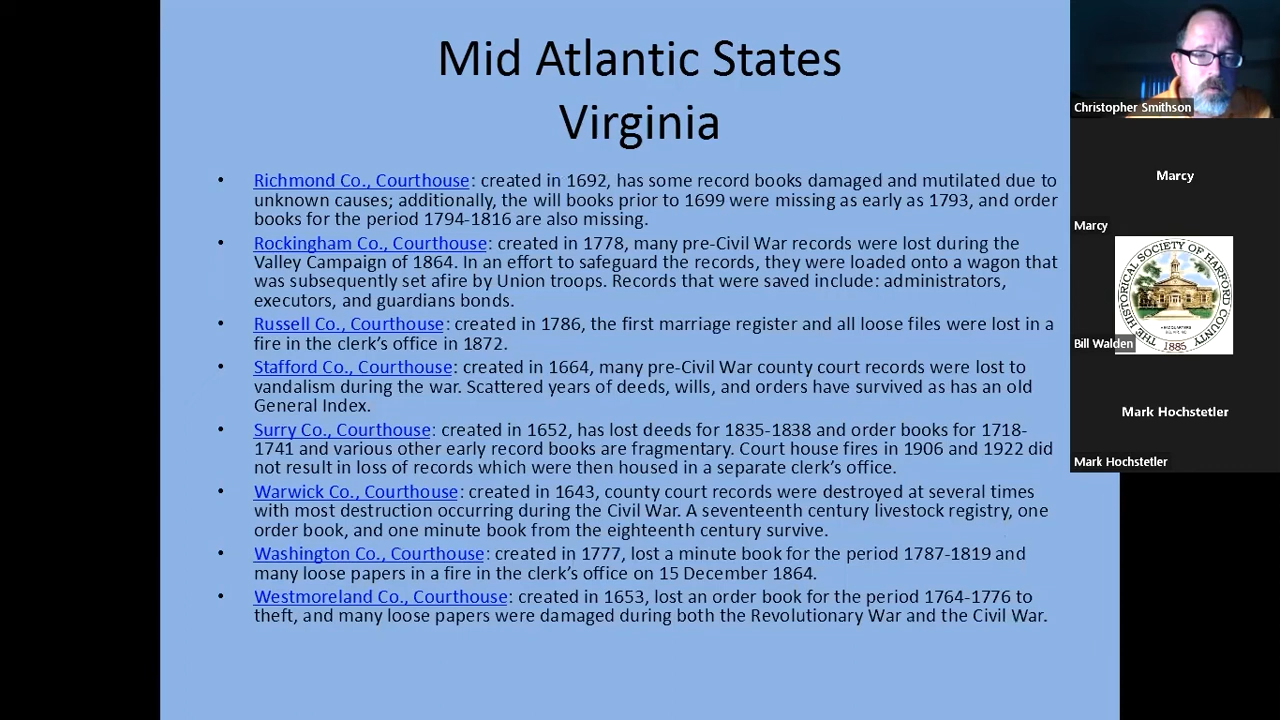 Mid Atlantic States
Virginia
• Richmond Co., Courthouse: created in 1692, has some record books damaged and mutilated due to
unknown causes; additionally, the will books prior to 1699 were missing as early as 1793, and order
books for the period 1794-1816 are also missing.
• Rockingham Co., Courthouse: created in 1778, many pre-Civil War records were lost during the
Valley Campaign of 1864. In an effort to safeguard the records, they were loaded onto a wagon that
was subsequently set afire by Union troops. Records that were saved include: administrators,
executors, and guardians bonds.
• Russell Co., Courthouse: created in 1786, the first marriage register and all loose files were lost in a
fire in the clerk's office in 1872.
• Stafford Co., Courthouse: created in 1664, many pre-Civil War county court records were lost to
vandalism during the war. Scattered years of deeds, wills, and orders have survived as has an old
General Index.
• Surry Co., Courthouse: created in 1652, has lost deeds for 1835-1838 and order books for 1718-
1741 and various other early record books are fragmentary. Court house fires in 1906 and 1922 did
not result in loss of records which were then housed in a separate clerk's office.
• Warwick Co., Courthouse: created in 1643, county court records were destroyed at several times
with most destruction occurring during the Civil War. A seventeenth century livestock registry, one
order book, and one minute book from the eighteenth century survive.
• Washington Co., Courthouse: created in 1777, lost a minute book for the period 1787-1819 and
many loose papers in a fire in the clerk's office on 15 December 1864.
• Westmoreland Co., Courthouse: created in 1653, lost an order book for the period 1764-1776 to
theft, and many loose papers were damaged during both the Revolutionary War and the Civil War.
Christopher Smithson
Marcy
Marcy
THE HISTORICAL SOCIETY OF HARFORD COUNTY
1885
Bill Walden
Mark Hochstetler
Mark Hochstetler